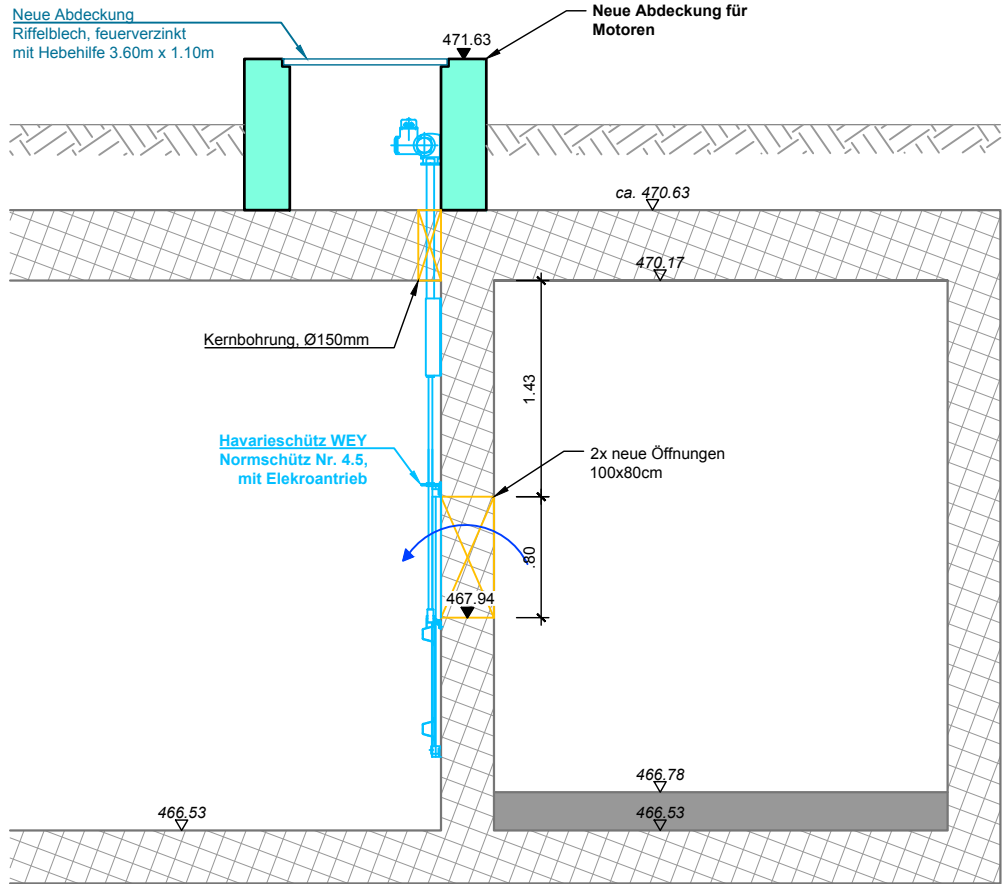 Neue Abdeckung
Riffelblech, feuerverzinkt
mit Hebehilfe 3.60m x 1.10m
Neue Abdeckung für
Motoren
471.63
ca. 470.63
470.17
Kernbohrung, Ø150mm
1.43
Havarieschütz WEY
Normschütz Nr. 4.5,
mit Elekroantrieb
2x neue Öffnungen
100x80cm
.80
467.94
466.78
466.53
466.53